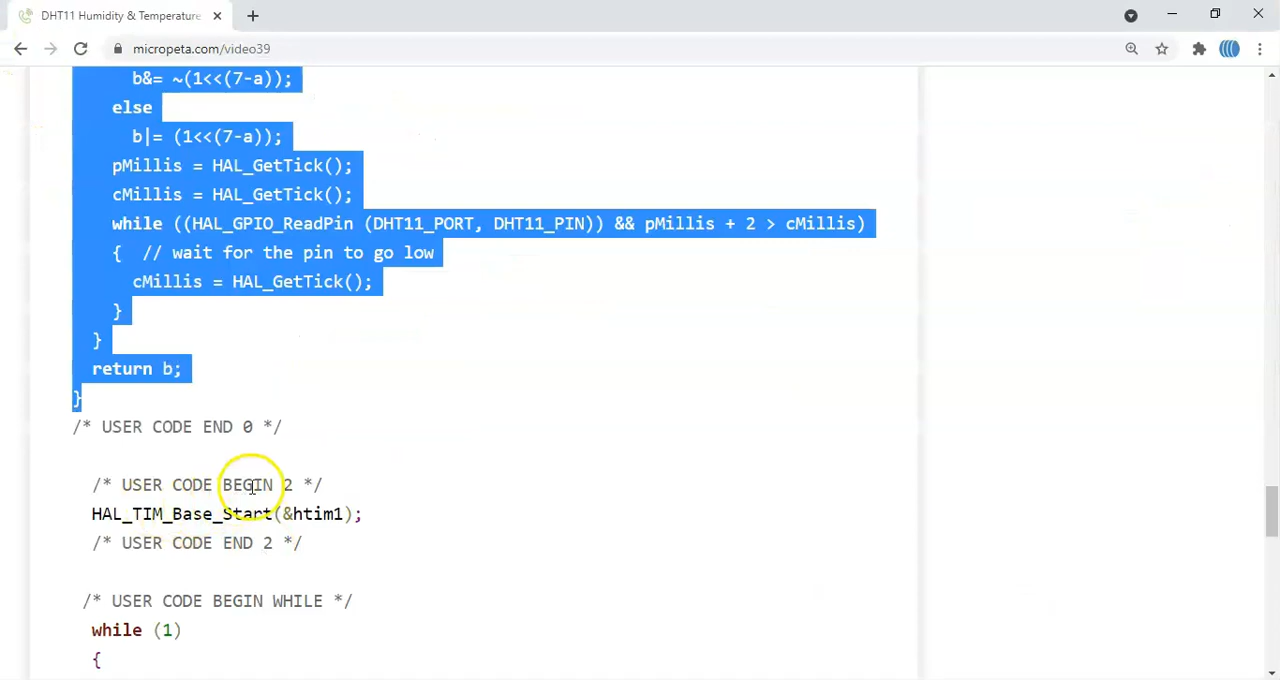 DHT11 Humidity & Temperature
micropeta.com/video39
b&= ~(1<<(7-a));
else
b|= (1<<(7-a));
pMillis = HAL_GetTick();
cMillis = HAL_GetTick();
while ((HAL_GPIO_ReadPin (DHT11_PORT, DHT11_PIN)) && pMillis + 2 > cMillis)
{ // wait for the pin to go low
cMillis = HAL_GetTick();
}
}
return b;
}
/* USER CODE END 0 */
/* USER CODE BEGIN 2 */
HAL_TIM_Base_Start(&htim1);
/* USER CODE END 2 */
/* USER CODE BEGIN WHILE */
while (1)
{